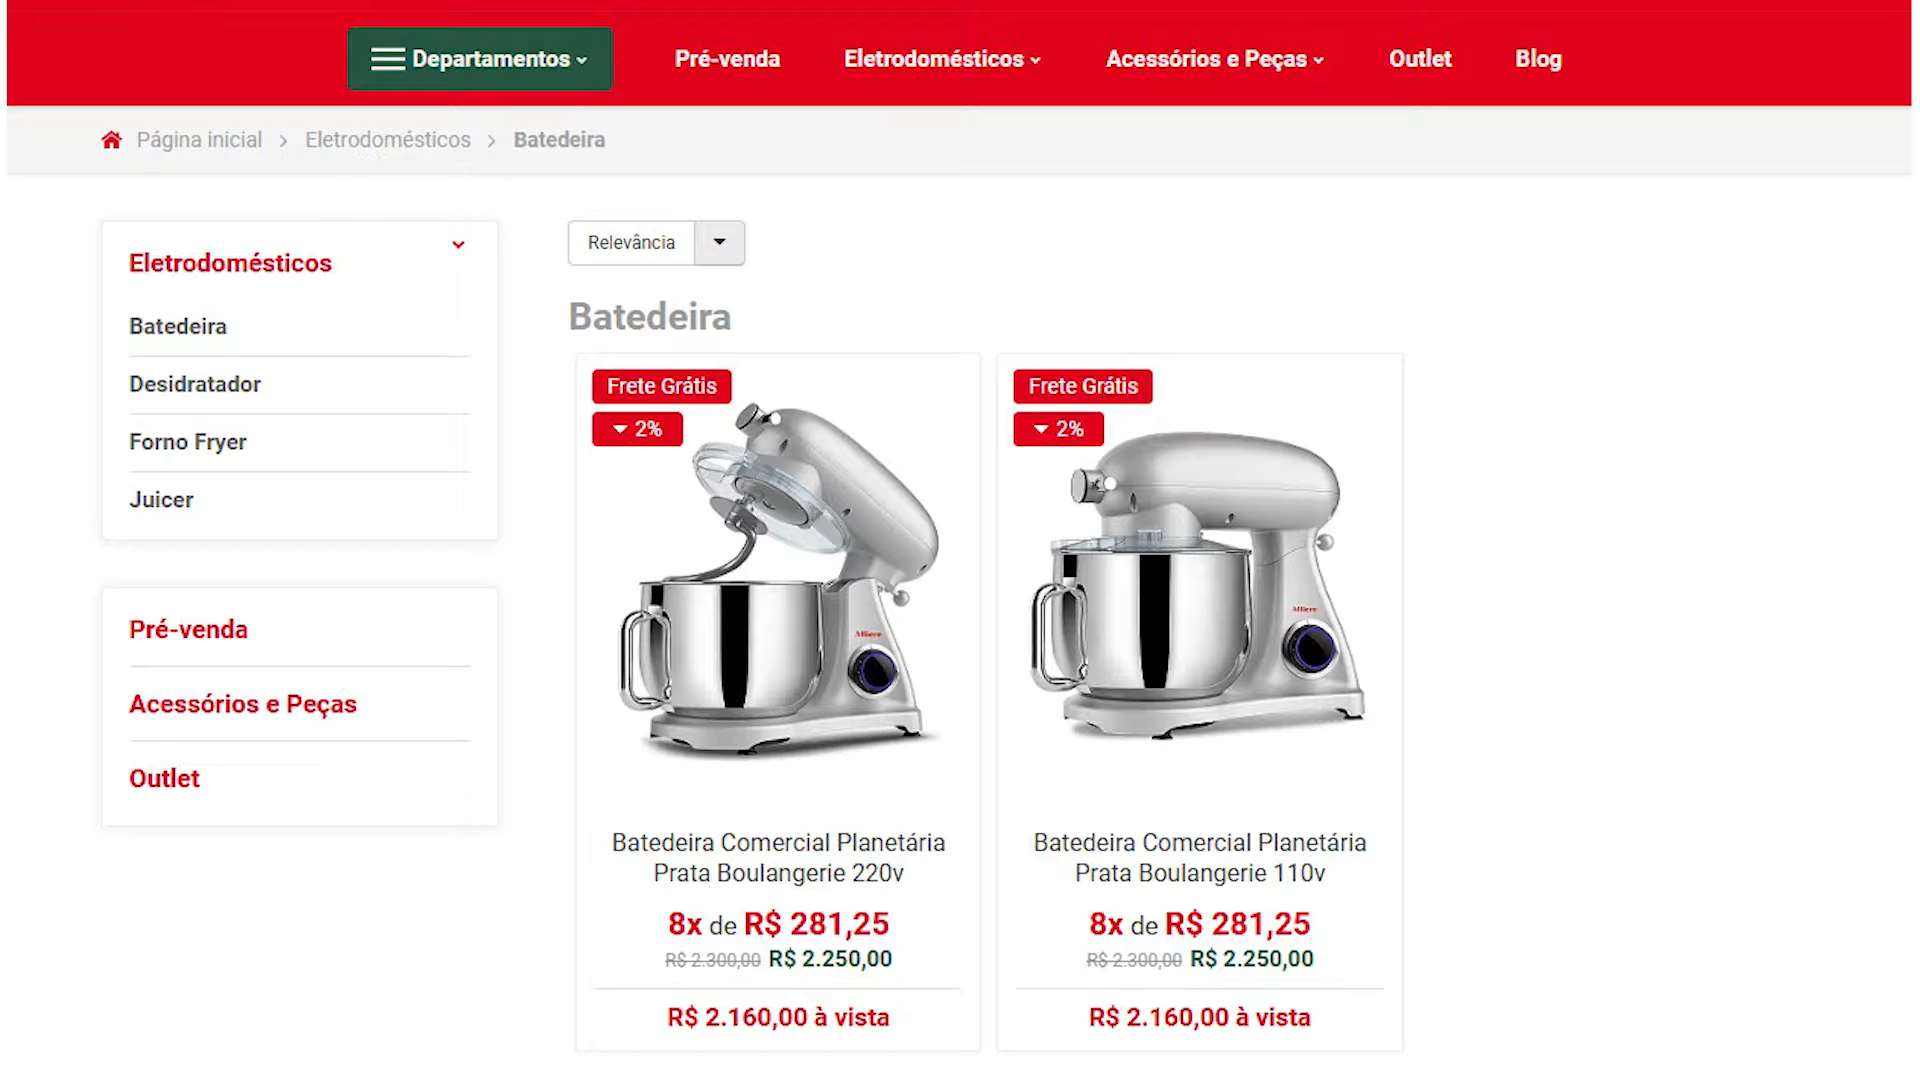 Departamentos
Pré-venda
Eletrodomésticos
Acessórios e Peças
Outlet
Blog
Página inicial > Eletrodomésticos > Batedeira
Eletrodomésticos
Batedeira
Desidratador
Forno Fryer
Juicer
Pré-venda
Acessórios e Peças
Outlet
Relevância
Batedeira
Frete Grátis
2%
Batedeira Comercial Planetária
Prata Boulangerie 220v
8x de R$ 281,25
R$ 2.300,00 R$ 2.250,00
R$ 2.160,00 à vista
Frete Grátis
2%
Batedeira Comercial Planetária
Prata Boulangerie 110v
8x de R$ 281,25
R$ 2.300,00 R$ 2.250,00
R$ 2.160,00 à vista